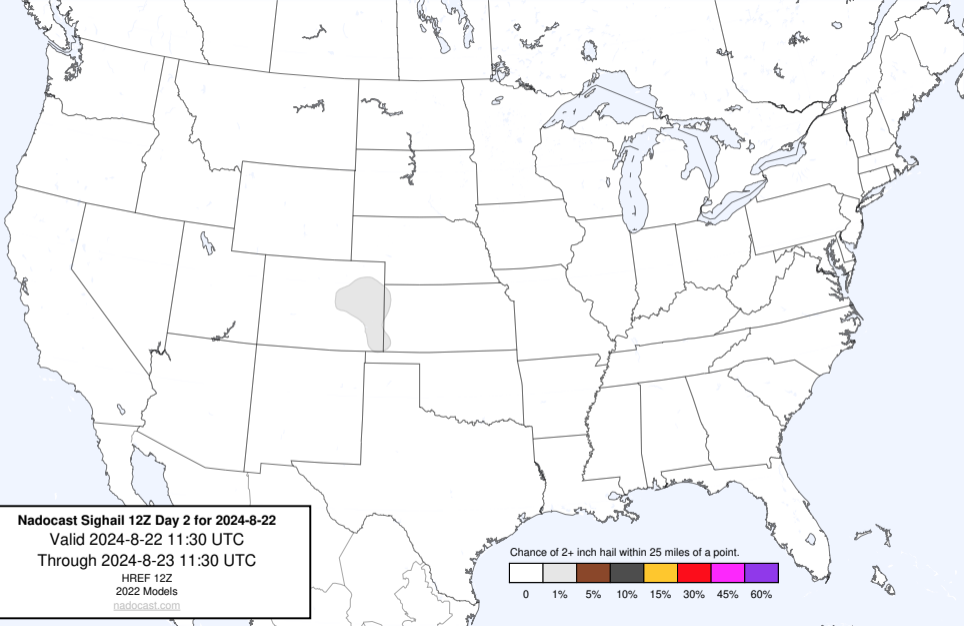 Nadocast Sighail 12Z Day 2 for 2024-8-22
Valid 2024-8-22 11:30 UTC
Through 2024-8-23 11:30 UTC
HREF 12Z
2022 Models
nadocast.com
Chance of 2+ inch hail within 25 miles of a point.
0 1% 5% 10% 15% 30% 45% 60%